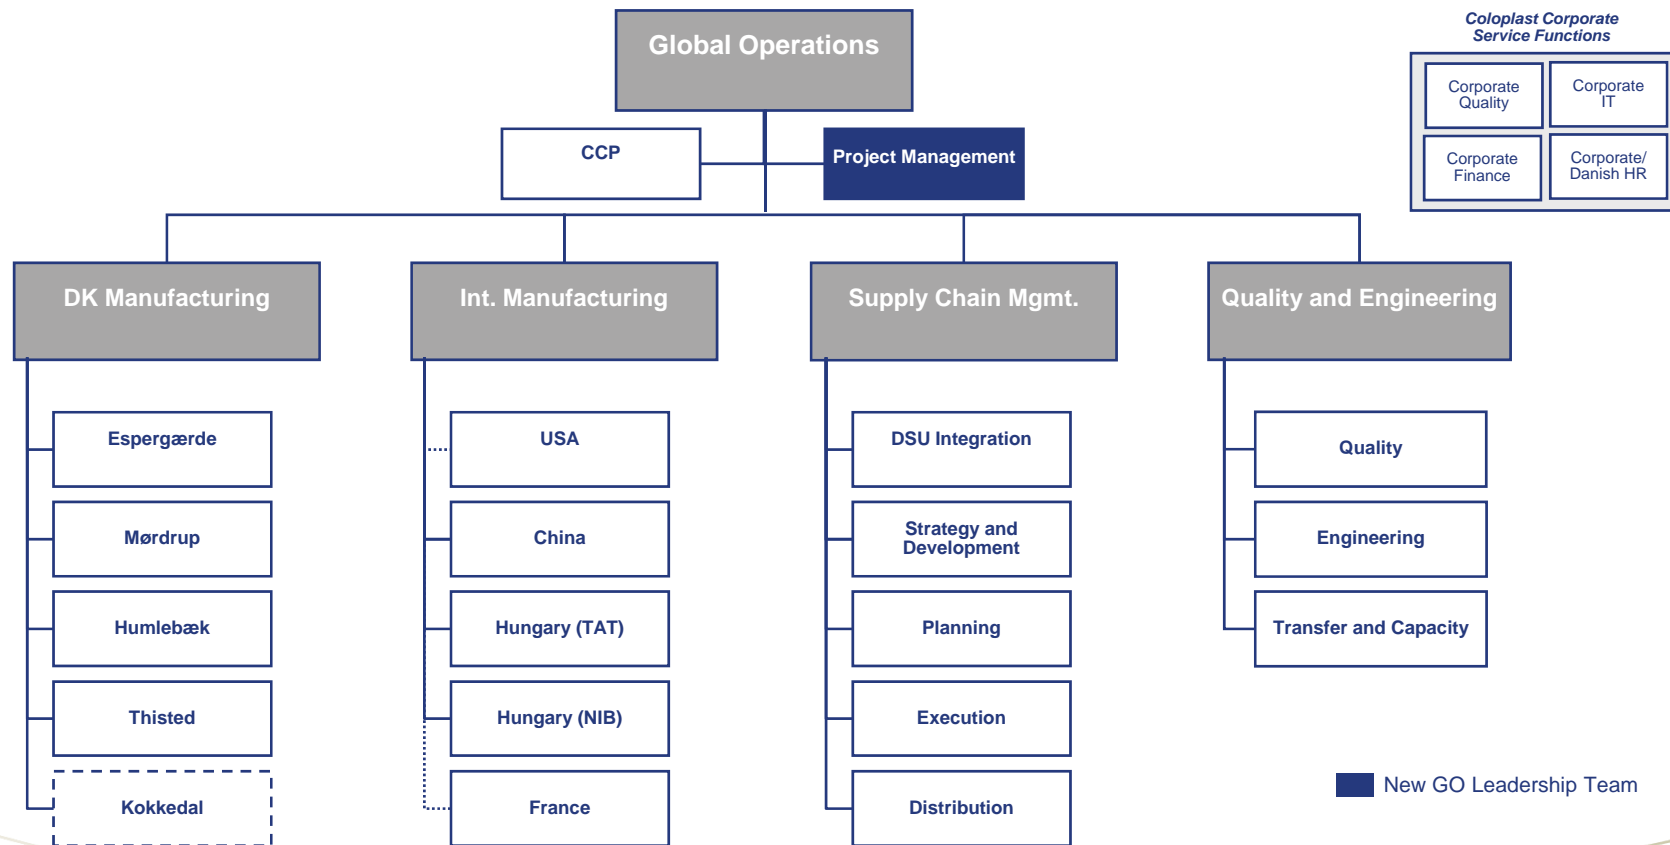 Coloplast Corporate
Service Functions
Global Operations
Corporate
Quality
Corporate
IT
Corporate
Finance
Corporate/
Danish HR
CCP
Project Management
DK Manufacturing
Int. Manufacturing
Supply Chain Mgmt.
Quality and Engineering
Espergærde
Mørdrup
Humlebæk
Thisted
Kokkedal
USA
China
Hungary (TAT)
Hungary (NIB)
France
DSU Integration
Strategy and
Development
Planning
Execution
Distribution
Quality
Engineering
Transfer and Capacity
New GO Leadership Team